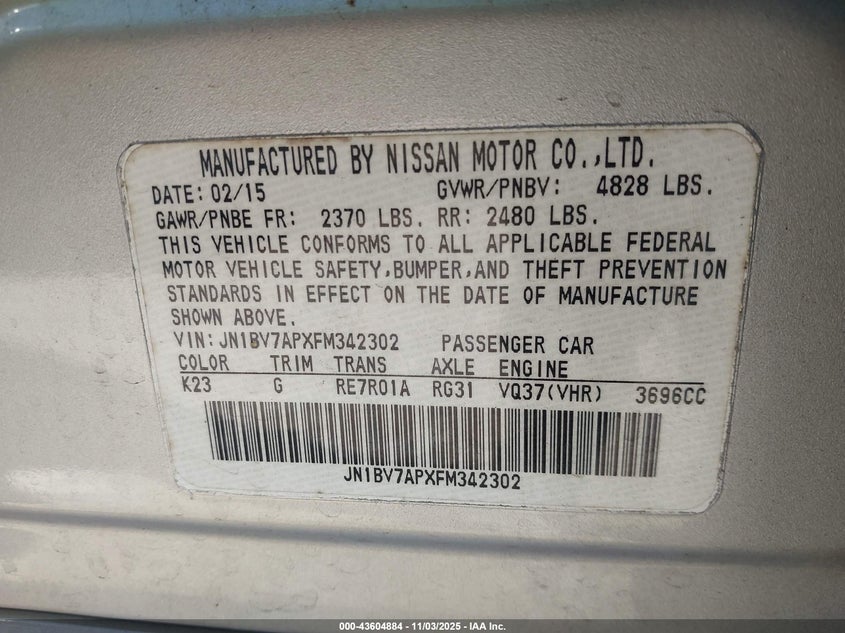 MANUFACTURED BY NISSAN MOTOR CO.,LTD.
DATE: 02/15 GVWR/PNBV: 4828 LBS.
GAWR/PNBE FR: 2370 LBS. RR: 2480 LBS.
THIS VEHICLE CONFORMS TO ALL APPLICABLE FEDERAL
MOTOR VEHICLE SAFETY,BUMPER,AND THEFT PREVENTION
STANDARDS IN EFFECT ON THE DATE OF MANUFACTURE
SHOWN ABOVE.
VIN:JN1BV7APXFM342302 PASSENGER CAR
COLOR TRIM TRANS AXLE ENGINE
K23 G RE7R01A RG31 VQ37(VHR) 3696CC
JN1BV7APXFM342302
000-43604884 | 11/03/2025 - IAA Inc.